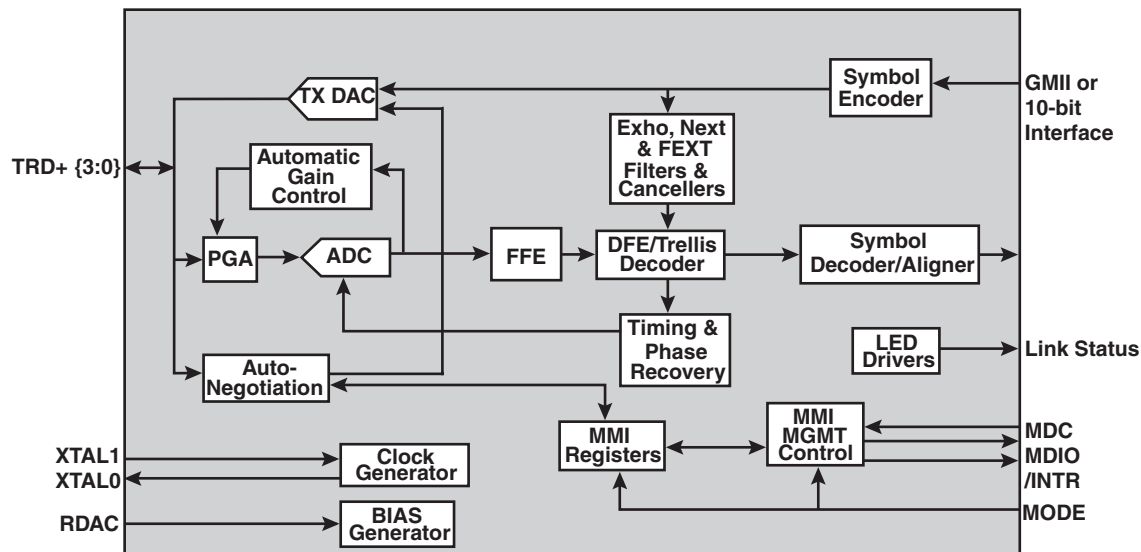 TX DAC
Symbol
Encoder
GMII or
10-bit
Interface
Exho, Next
& FEXT
Filters &
Cancellers
TRD+ {3:0}
Automatic
Gain
Control
PGA
ADC
FFE
DFE/Trellis
Decoder
Symbol
Decoder/Aligner
Timing &
Phase
Recovery
LED
Drivers
Link Status
Auto-
Negotiation
MMI
Registers
MMI
MGMT
Control
MDC
MDIO
/INTR
MODE
XTAL1
XTAL0
Clock
Generator
RDAC
BIAS
Generator